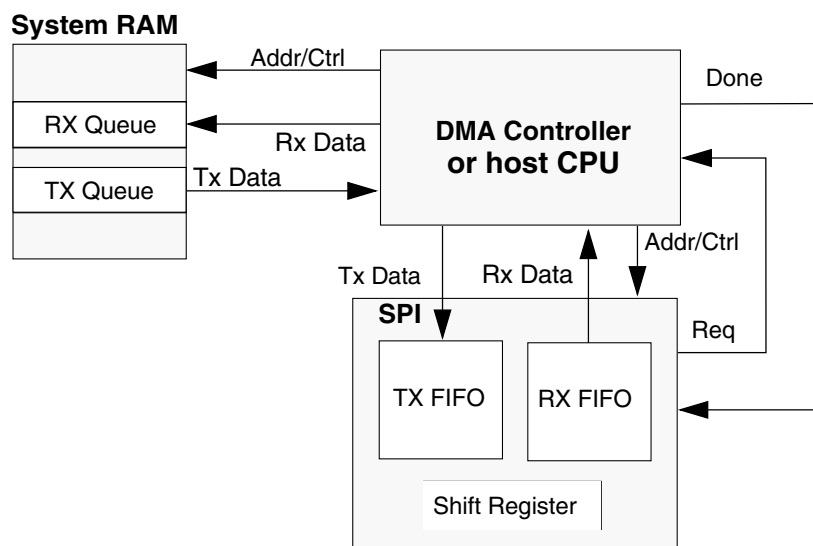 System RAM
Addr/Ctrl
Done
RX Queue
Rx Data
DMA Controller
or host CPU
TX Queue
Tx Data
Addr/Ctrl
Tx Data
Rx Data
SPI
Req
TX FIFO
RX FIFO
Shift Register